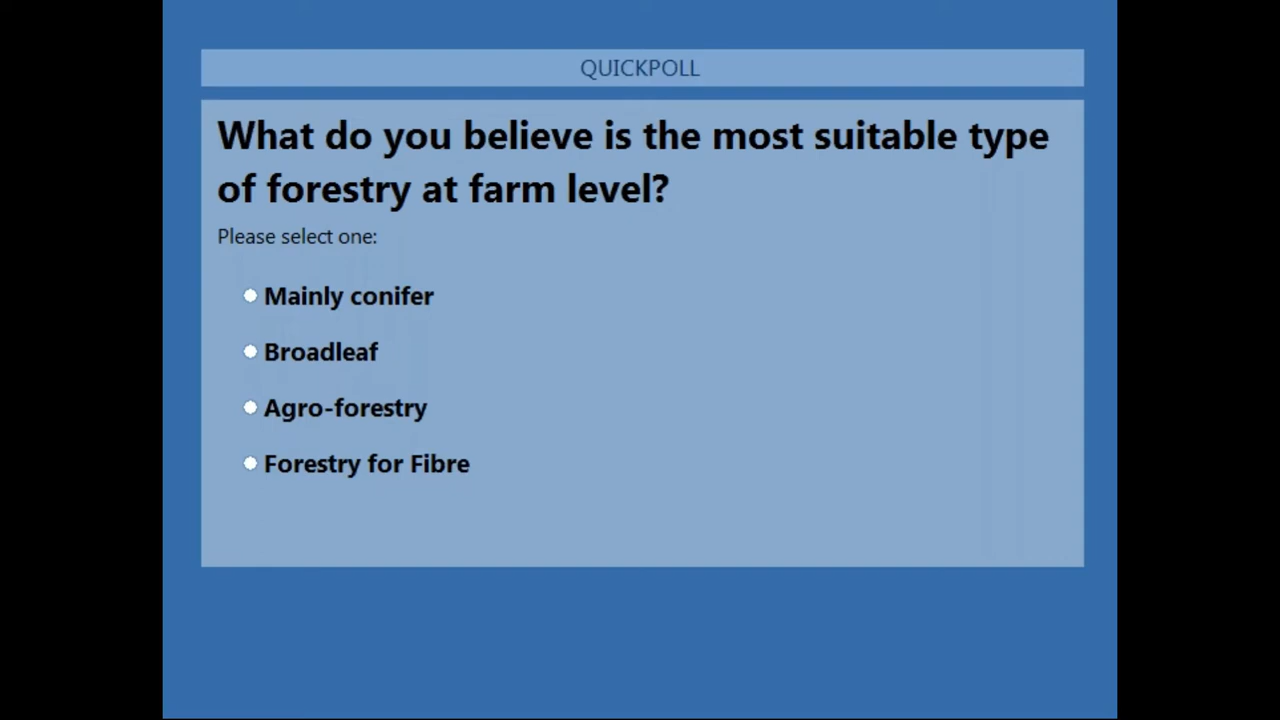 QUICKPOLL
What do you believe is the most suitable type
of forestry at farm level?
Please select one:
Mainly conifer
Broadleaf
Agro-forestry
Forestry for Fibre